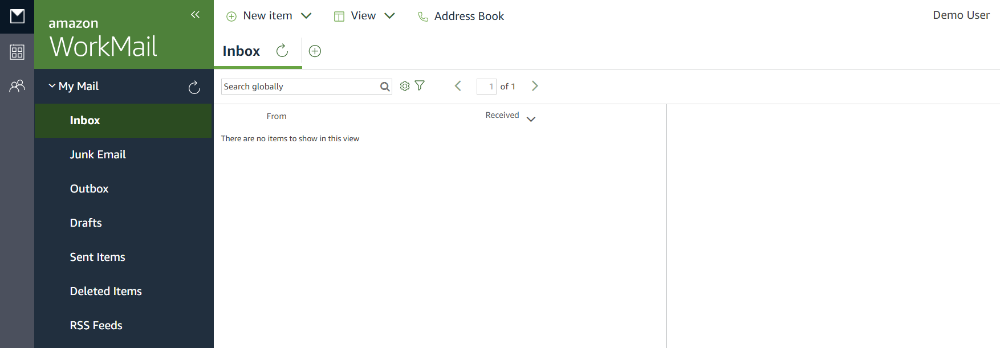 amazon
WorkMail
New item
View
Address Book
Demo User
Inbox
My Mail
Search globally
1 of 1
Inbox
From
Received
There are no items to show in this view
Junk Email
Outbox
Drafts
Sent Items
Deleted Items
RSS Feeds